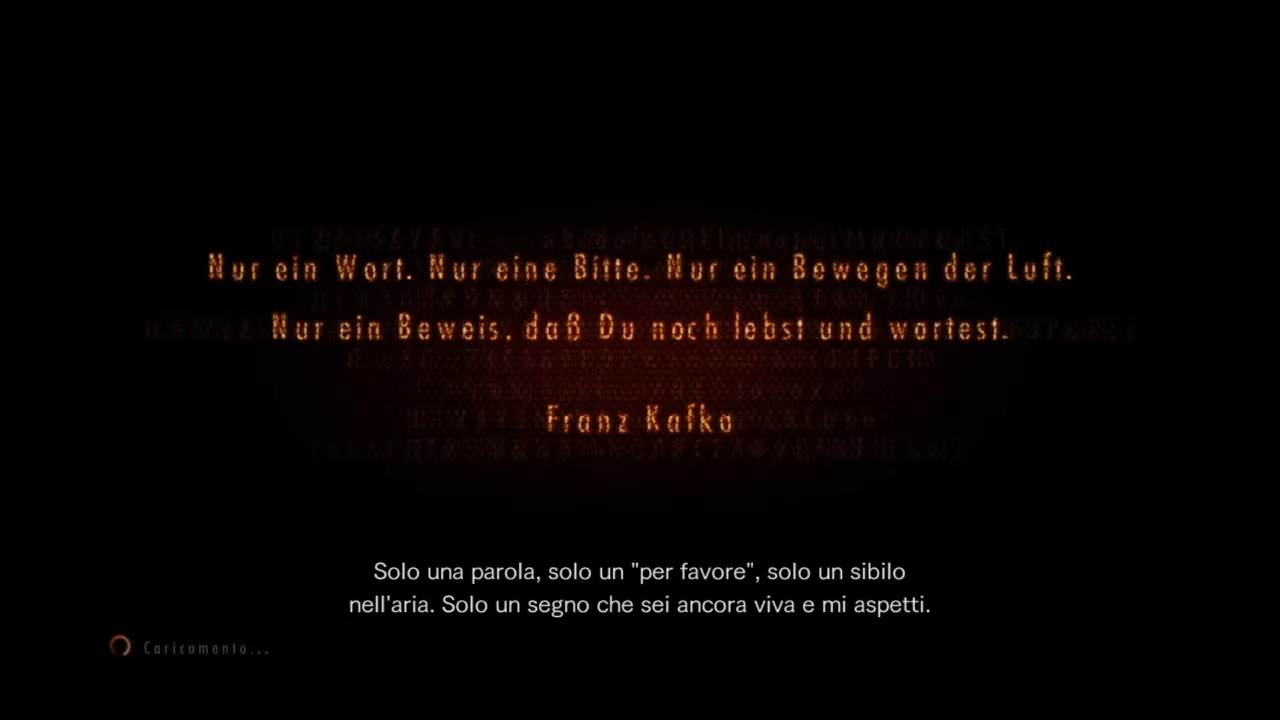 Nur ein Wort. Nur eine Bitte. Nur ein Bewegen der Luft.
Nur ein Beweis, daß Du noch lebst und wartest.
Franz Kafka
Solo una parola, solo un "per favore", solo un sibilo
nell'aria. Solo un segno che sei ancora viva e mi aspetti.
Caricamento...